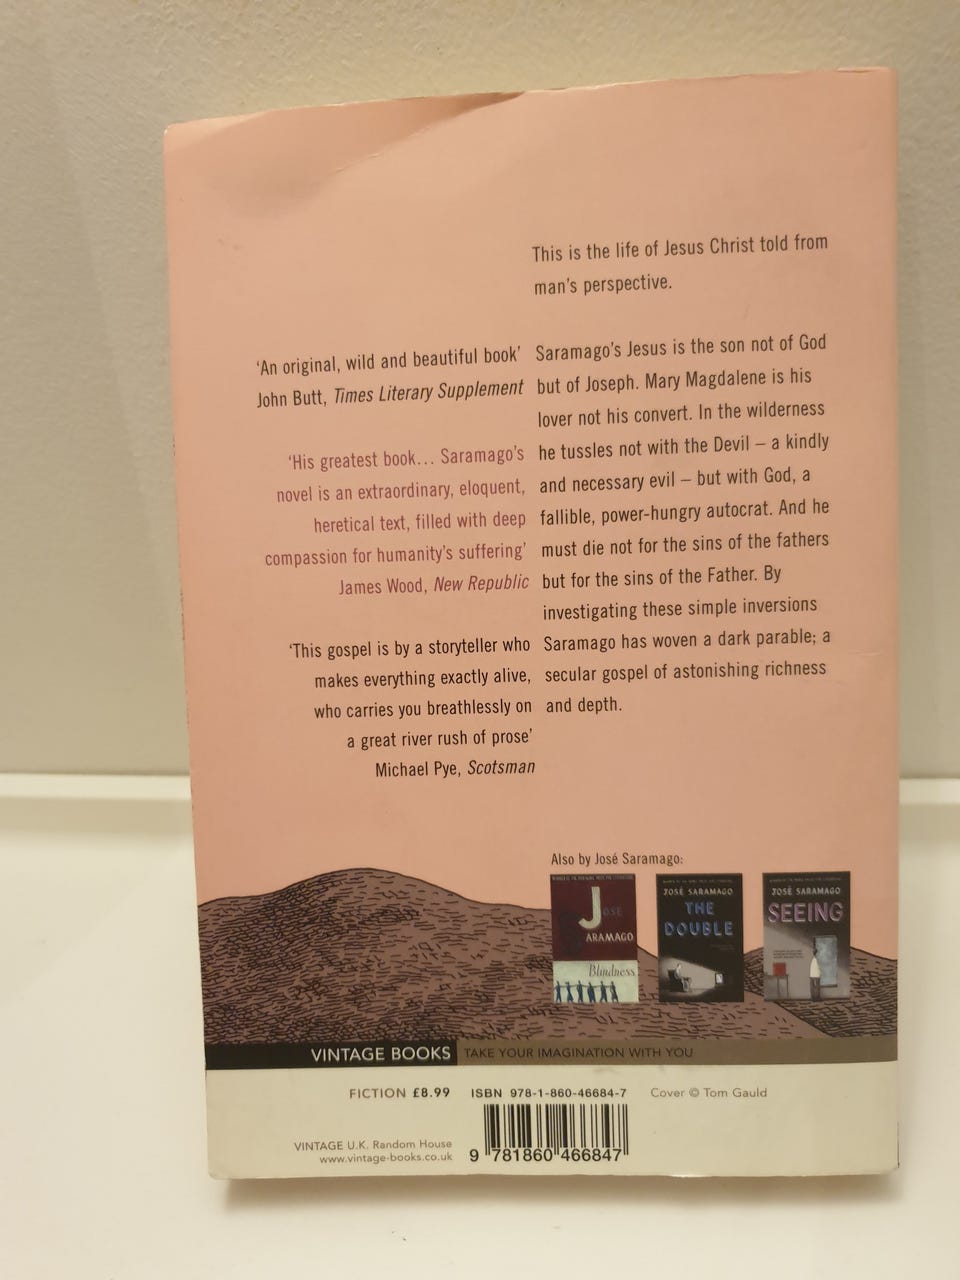 This is the life of Jesus Christ told from
man's perspective.
'An original, wild and beautiful book'
John Butt, Times Literary Supplement
'His greatest book... Saramago's
novel is an extraordinary, eloquent,
heretical text, filled with deep
compassion for humanity's suffering'
James Wood, New Republic
'This gospel is by a storyteller who
makes everything exactly alive,
who carries you breathlessly on
a great river rush of prose'
Michael Pye, Scotsman
Saramago's Jesus is the son not of God
but of Joseph. Mary Magdalene is his
lover not his convert. In the wilderness
he tussles not with the Devil – a kindly
and necessary evil – but with God, a
fallible, power-hungry autocrat. And he
must die not for the sins of the fathers
but for the sins of the Father. By
investigating these simple inversions
Saramago has woven a dark parable; a
secular gospel of astonishing richness
and depth.
Also by José Saramago:
JOSÉ
SARAMAGO
Blindness
JOSÉ SARAMAGO
THE
DOUBLE
JOSÉ SARAMAGO
SEEING
VINTAGE BOOKS TAKE YOUR IMAGINATION WITH YOU
FICTION £8.99 ISBN 978-1-860-46684-7 Cover © Tom Gauld
VINTAGE U.K. Random House
www.vintage-books.co.uk
9 781860 466847